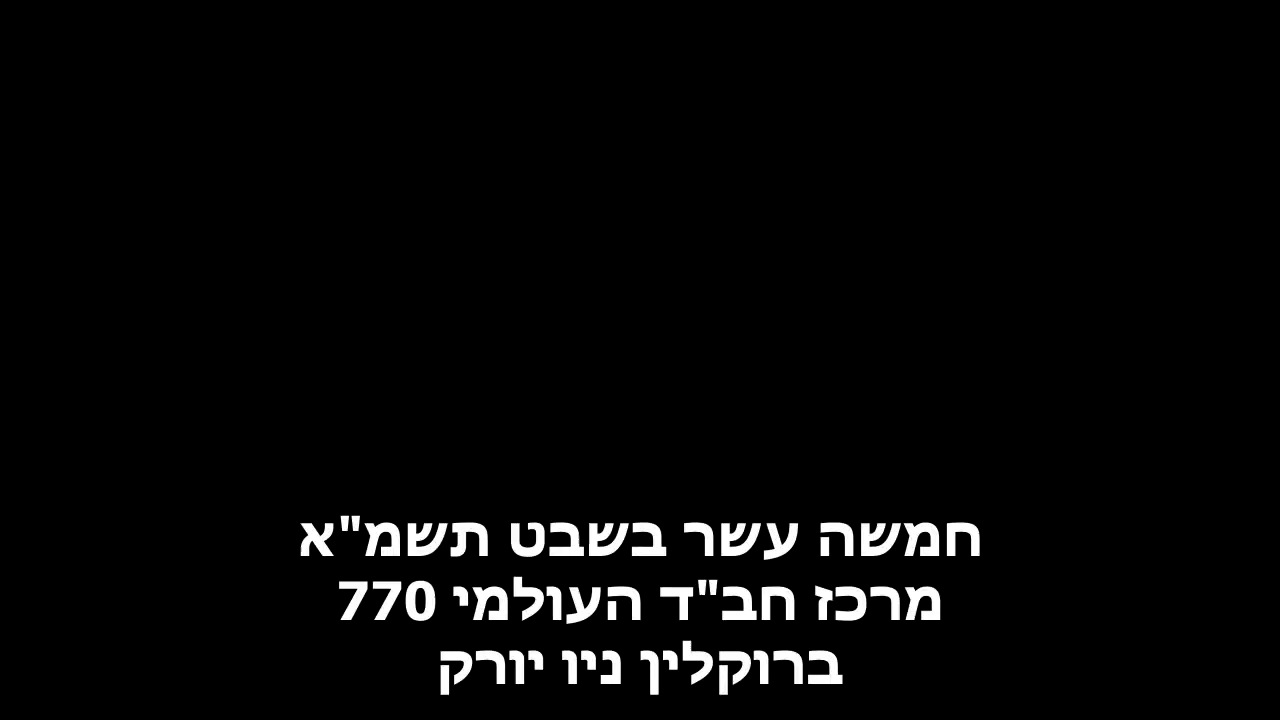 חמשה עשר בשבט תשמ"א
מרכז חב"ד העולמי 770
ברוקלין ניו יורק